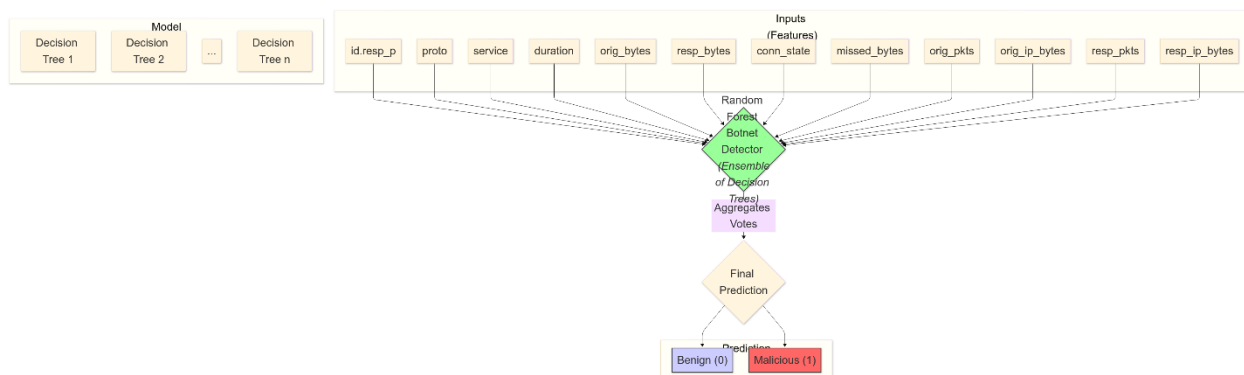 Model
Decision
Tree 1
Decision
Tree 2
...
Decision
Tree n
Inputs
(Features)
id.resp_p
proto
service
duration
orig_bytes
resp_bytes
conn_state
missed_bytes
orig_pkts
orig_ip_bytes
resp_pkts
resp_ip_bytes
Random
Forest
Botnet
Detector
(Ensemble
of Decision
Trees)
Aggregates
Votes
Final
Prediction
Prediction
Benign (0)
Malicious (1)